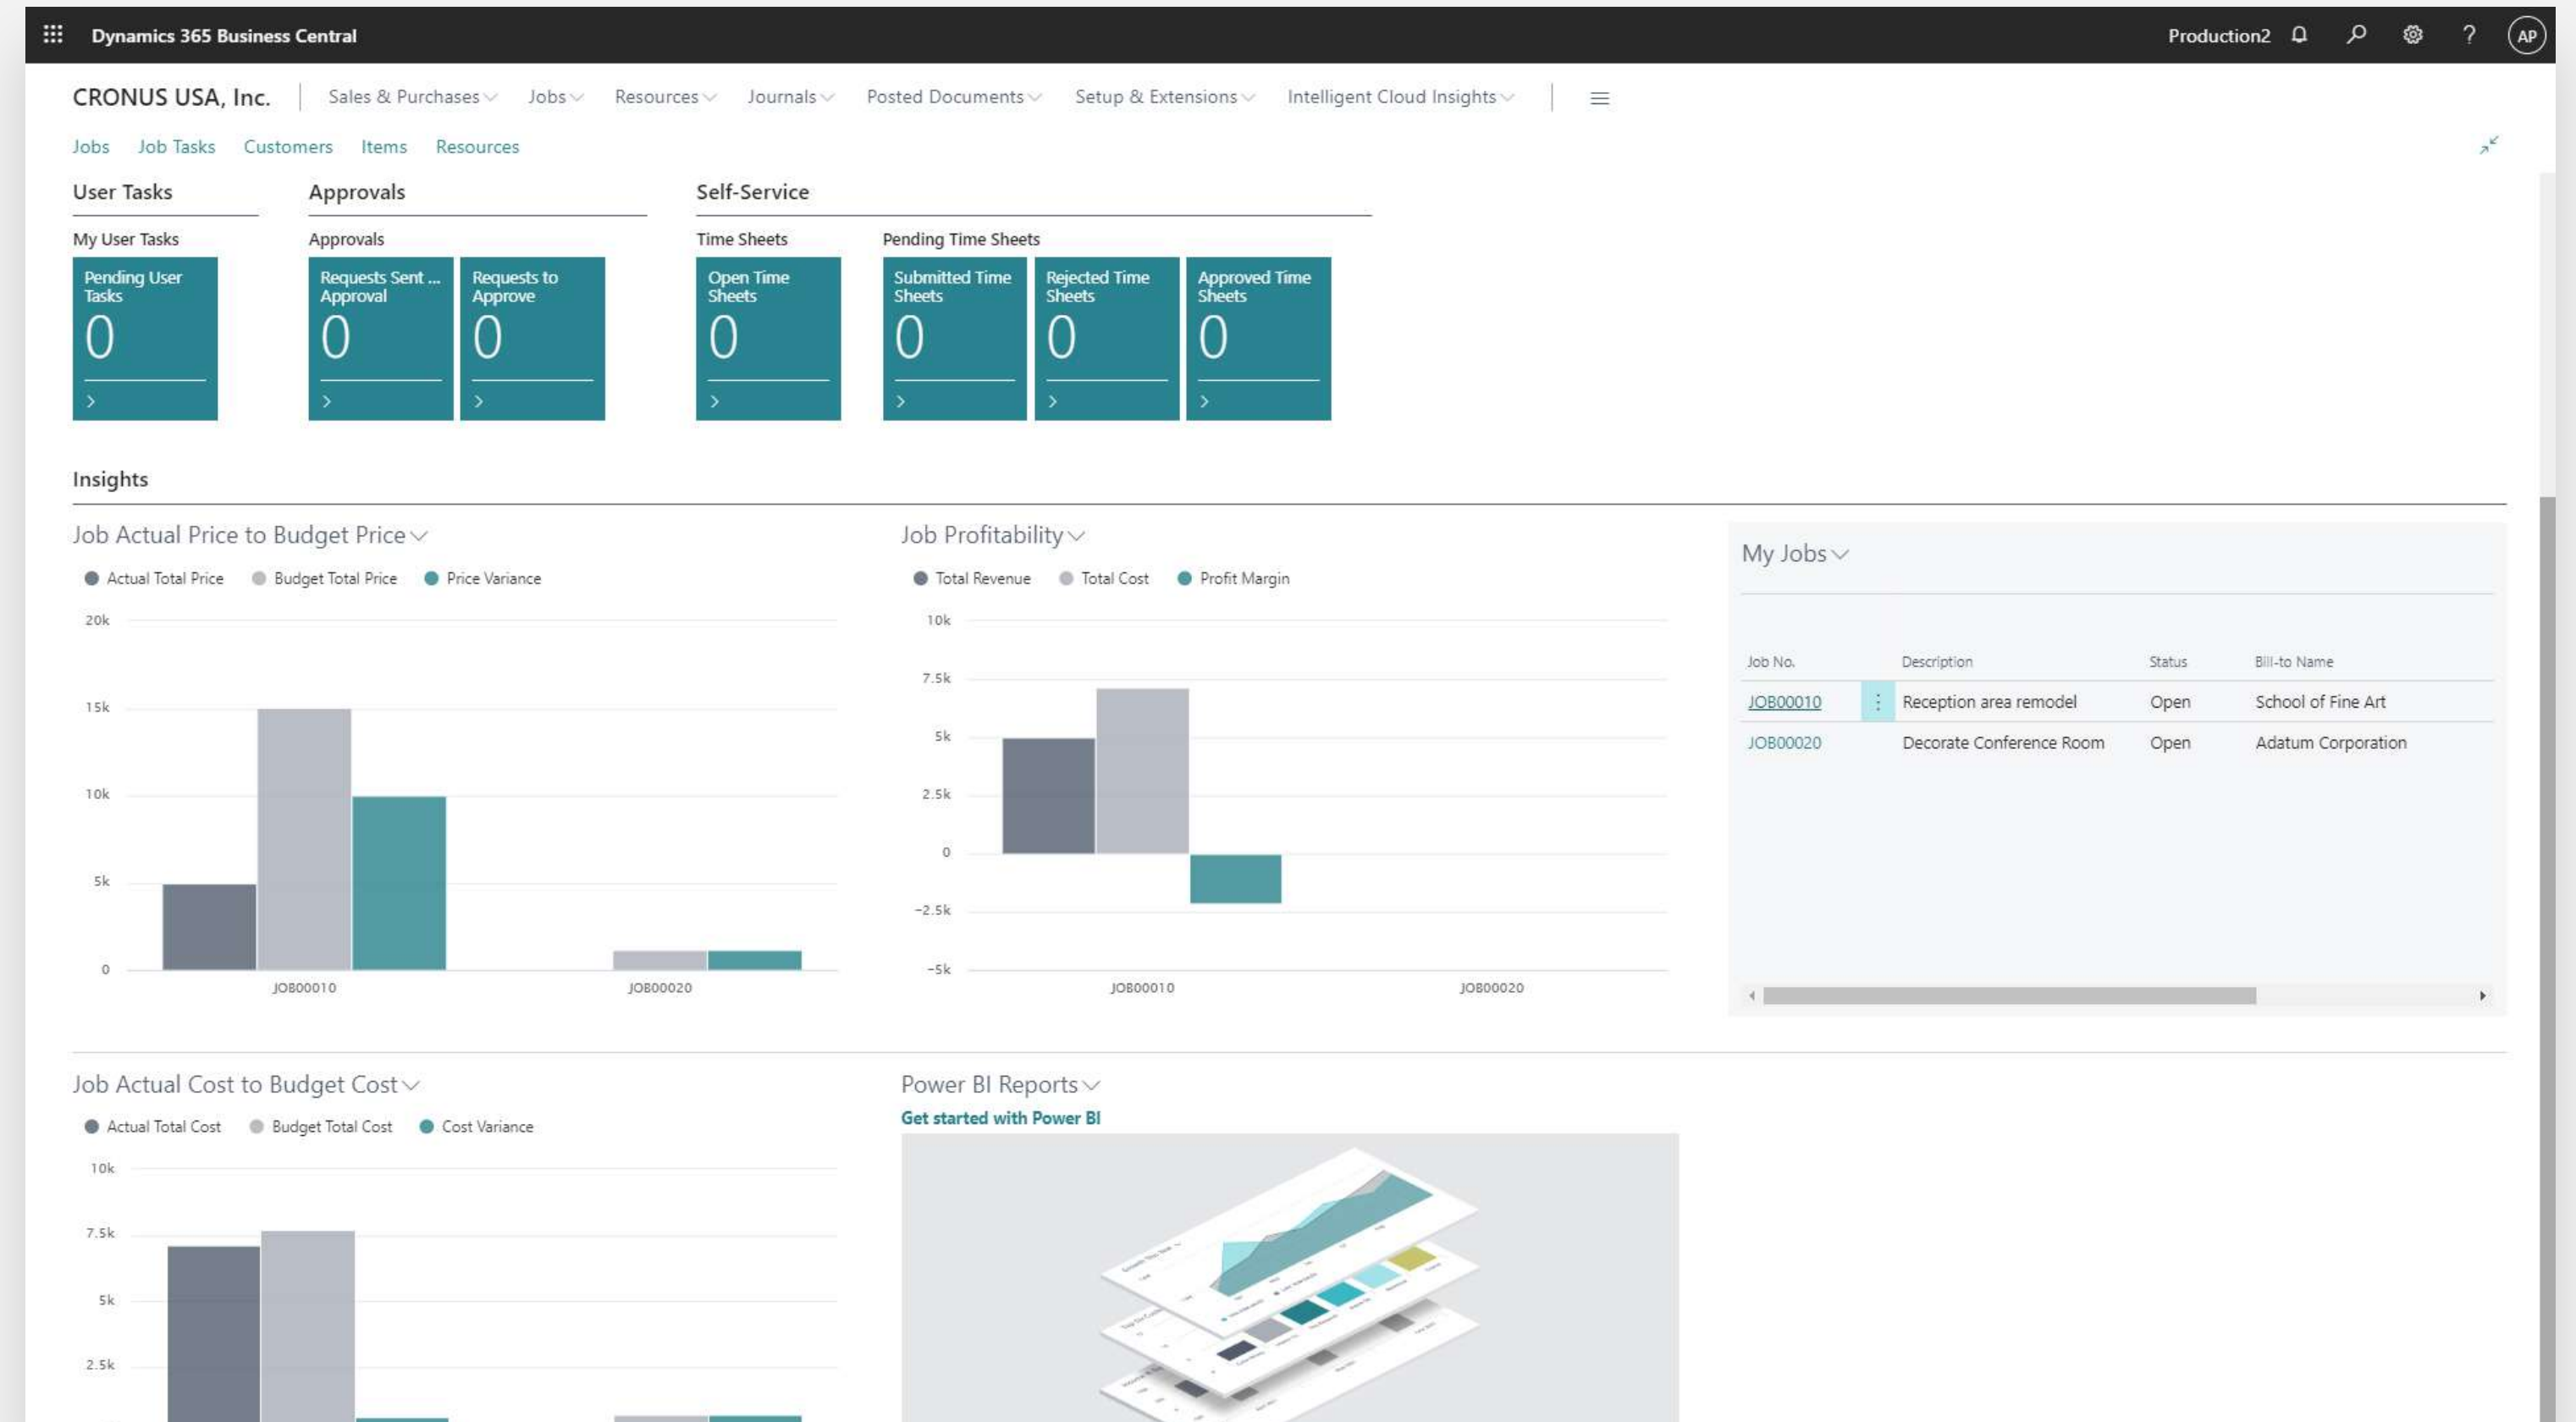 Dynamics 365 Business Central
Production2
?
AP
CRONUS USA, Inc.
Sales & Purchases
Jobs
Resources
Journals
Posted Documents
Setup & Extensions
Intelligent Cloud Insights
Jobs
Job Tasks
Customers
Items
Resources
User Tasks
Approvals
Self-Service
My User Tasks
Approvals
Time Sheets
Pending Time Sheets
Pending User
Tasks
0
Requests Sent ...
Approval
0
Requests to
Approve
0
Open Time
Sheets
0
Submitted Time
Sheets
0
Rejected Time
Sheets
0
Approved Time
Sheets
0
Insights
Job Actual Price to Budget Price
Actual Total Price
Budget Total Price
Price Variance
20k
15k
10k
5k
0
JOB00010
JOB00020
Job Profitability
Total Revenue
Total Cost
Profit Margin
10k
7.5k
5k
2.5k
0
−2.5k
−5k
JOB00010
JOB00020
My Jobs
Job No.
Description
Status
Bill-to Name
JOB00010
Reception area remodel
Open
School of Fine Art
JOB00020
Decorate Conference Room
Open
Adatum Corporation
Job Actual Cost to Budget Cost
Actual Total Cost
Budget Total Cost
Cost Variance
10k
7.5k
5k
2.5k
Power BI Reports
Get started with Power BI